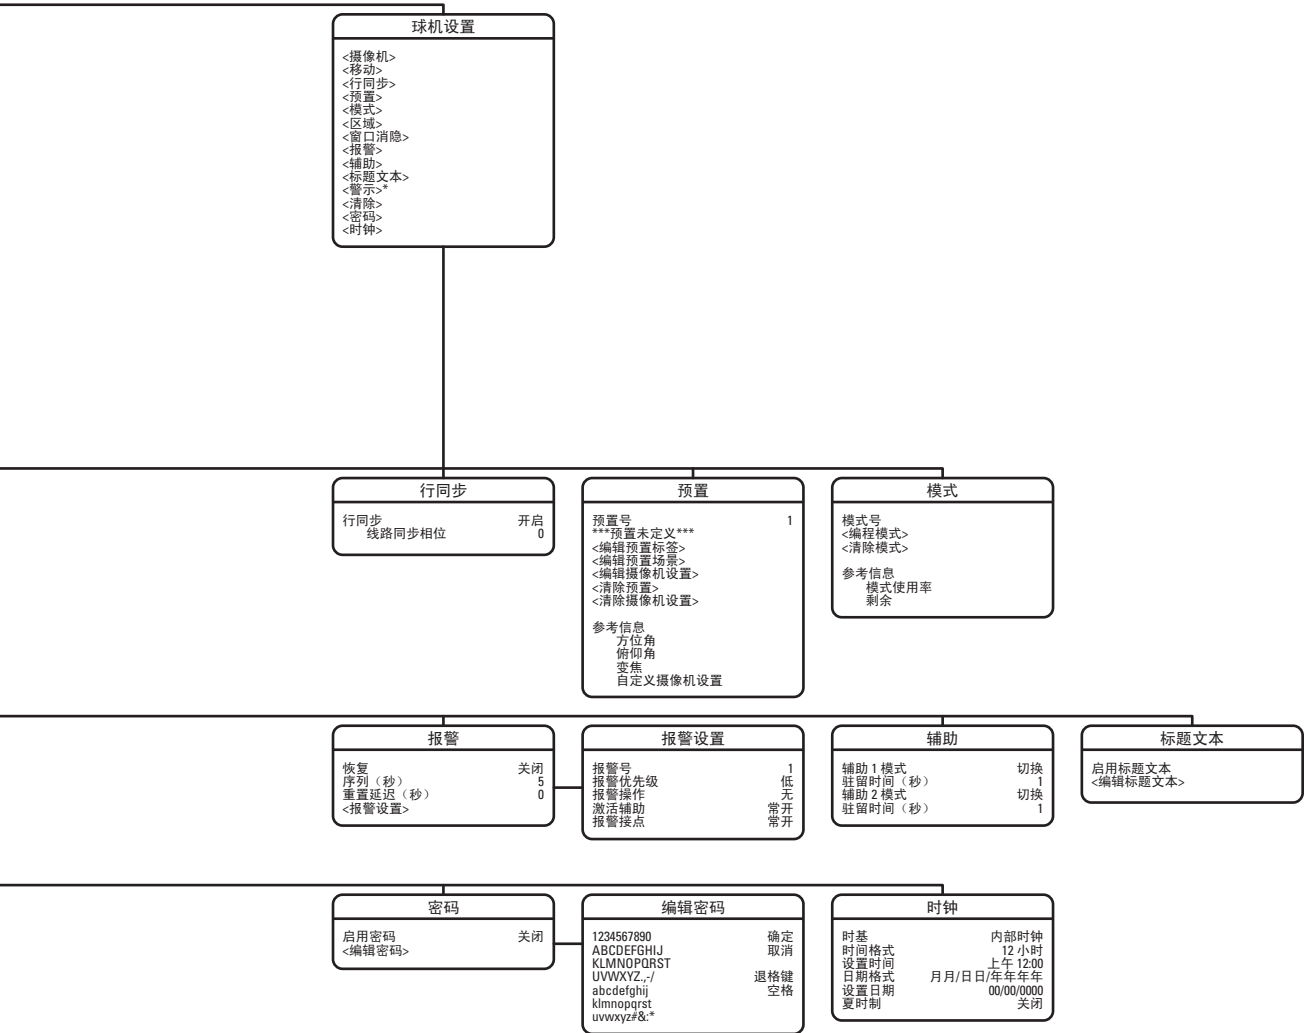 球机设置
<摄像机>
<移动>
<行同步>
<预置>
<模式>
<区域>
<窗口消隐>
<报警>
<辅助>
<标题文本>
<警示>*
<清除>
<密码>
<时钟>
行同步
行同步 开启
线路同步相位 0
预置
预置号 1
***预置未定义***
<编辑预置标签>
<编辑预置场景>
<编辑摄像机设置>
<清除预置>
<清除摄像机设置>
参考信息
方位角
俯仰角
变焦
自定义摄像机设置
模式
模式号
<编程模式>
<清除模式>
参考信息
模式使用率
剩余
报警
恢复 关闭
序列（秒） 5
重置延迟（秒） 0
<报警设置>
报警设置
报警号 1
报警优先级 低
报警操作 无
激活辅助 常开
报警接点 常开
辅助
辅助 1 模式 切换
驻留时间（秒） 1
辅助 2 模式 切换
驻留时间（秒） 1
标题文本
启用标题文本
<编辑标题文本>
密码
启用密码 关闭
<编辑密码>
编辑密码
1234567890 确定
ABCDEFGHIJ 取消
KLMNOPQRST
UVWXYZ.,-/ 退格键
abcdefghij 空格
klmnopqrst
uvwxyz#&:*
时钟
时基 内部时钟
时间格式 12 小时
设置时间 上午 12:00
日期格式 月月/日日/年年年年
设置日期 00/00/0000
夏时制 关闭